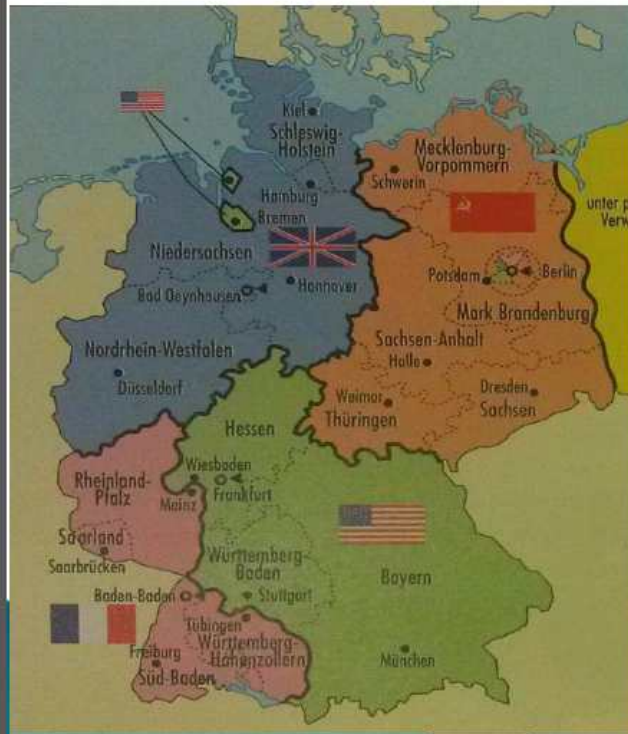 Kiel
Schleswig-
Holstein
Mecklenburg-
Vorpommern
Schwerin
Hamburg
Bremen
unter p
Verw
Niedersachsen
Bad Oeynhausen
Hannover
Potsdam
Berlin
Mark Brandenburg
Nordrhein-Westfalen
Düsseldorf
Sachsen-Anhalt
Halle
Weimar
Thüringen
Dresden
Sachsen
Hessen
Wiesbaden
Frankfurt
Mainz
Rheinland-
Pfalz
Saarland
Saarbrücken
Württemberg-
Baden
Bayern
Baden-Baden
Stuttgart
Tübingen
Württemberg-
Hohenzollern
Freiburg
Süd-Baden
München